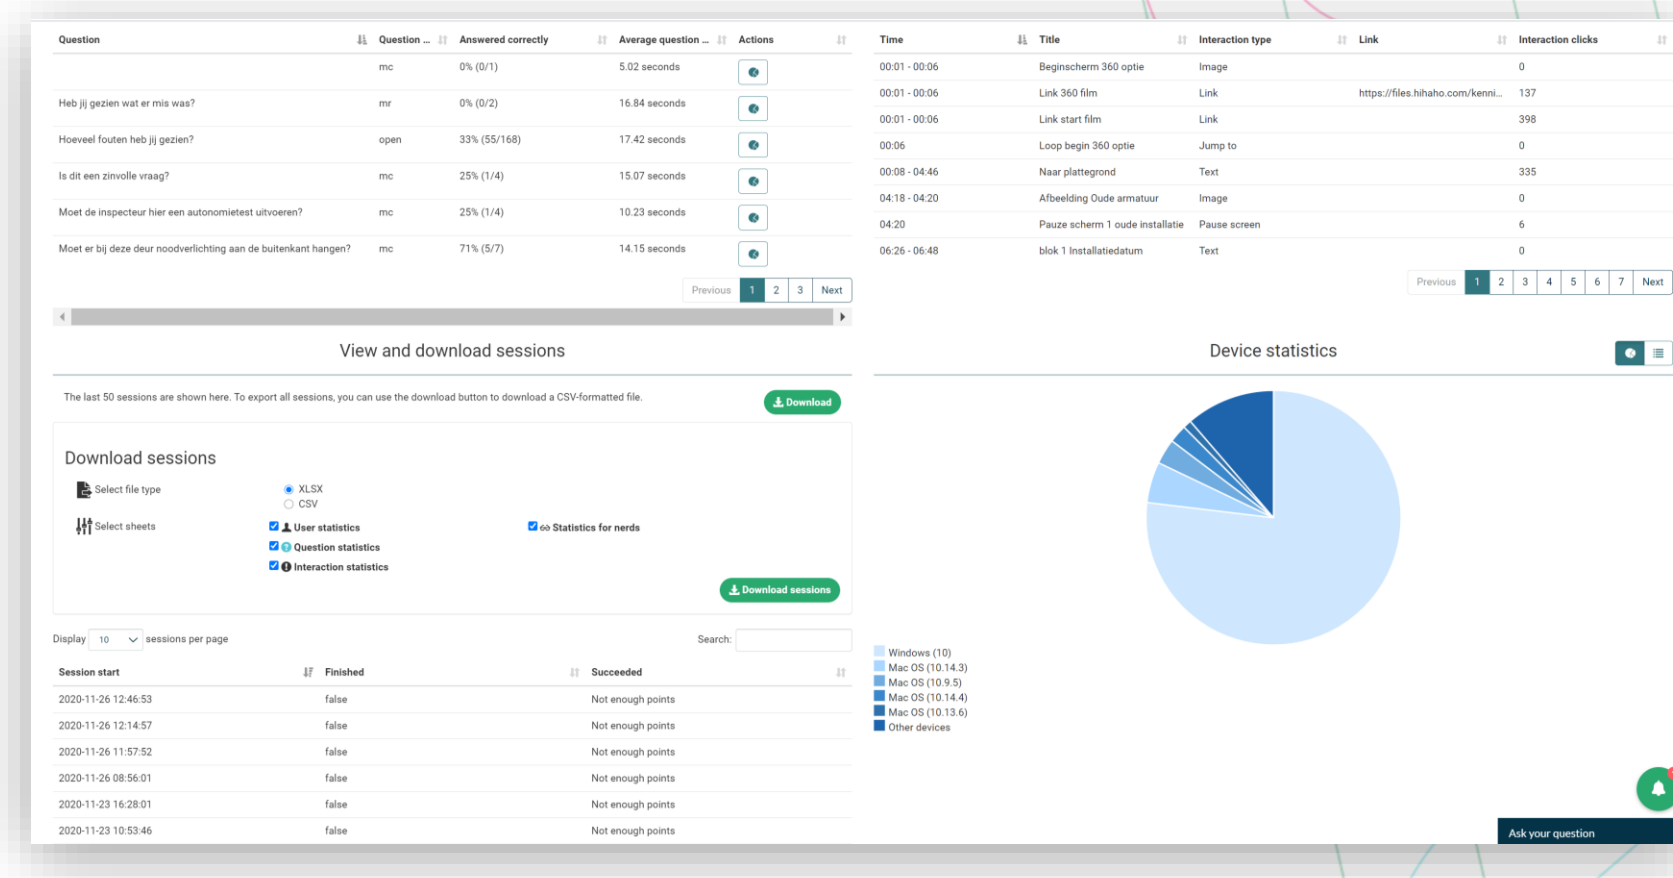 Question Question ... Answered correctly Average question ... Actions
mc 0% (0/1) 5.02 seconds
Heb jij gezien wat er mis was? mr 0% (0/2) 16.84 seconds
Hoeveel fouten heb jij gezien? open 33% (55/168) 17.42 seconds
Is dit een zinvolle vraag? mc 25% (1/4) 15.07 seconds
Moet de inspecteur hier een autonomietest uitvoeren? mc 25% (1/4) 10.23 seconds
Moet er bij deze deur noodverlichting aan de buitenkant hangen? mc 71% (5/7) 14.15 seconds
Previous 1 2 3 Next
Time Title Interaction type Link Interaction clicks
00:01 - 00:06 Beginscherm 360 optie Image 0
00:01 - 00:06 Link 360 film Link https://files.hihaho.com/kenni... 137
00:01 - 00:06 Link start film Link 398
00:06 Loop begin 360 optie Jump to 0
00:08 - 04:46 Naar plattegrond Text 335
04:18 - 04:20 Afbeelding Oude armatuur Image 0
04:20 Pauze scherm 1 oude installatie Pause screen 6
06:26 - 06:48 blok 1 Installatiedatum Text 0
Previous 1 2 3 4 5 6 7 Next
View and download sessions
The last 50 sessions are shown here. To export all sessions, you can use the download button to download a CSV-formatted file.
Download
Download sessions
Select file type XLSX
CSV
Select sheets User statistics Statistics for nerds
Question statistics
Interaction statistics
Download sessions
Display 10 sessions per page Search:
Session start Finished Succeeded
2020-11-26 12:46:53 false Not enough points
2020-11-26 12:14:57 false Not enough points
2020-11-26 11:57:52 false Not enough points
2020-11-26 08:56:01 false Not enough points
2020-11-23 16:28:01 false Not enough points
2020-11-23 10:53:46 false Not enough points
Device statistics
Windows (10)
Mac OS (10.14.3)
Mac OS (10.9.5)
Mac OS (10.14.4)
Mac OS (10.13.6)
Other devices
Ask your question